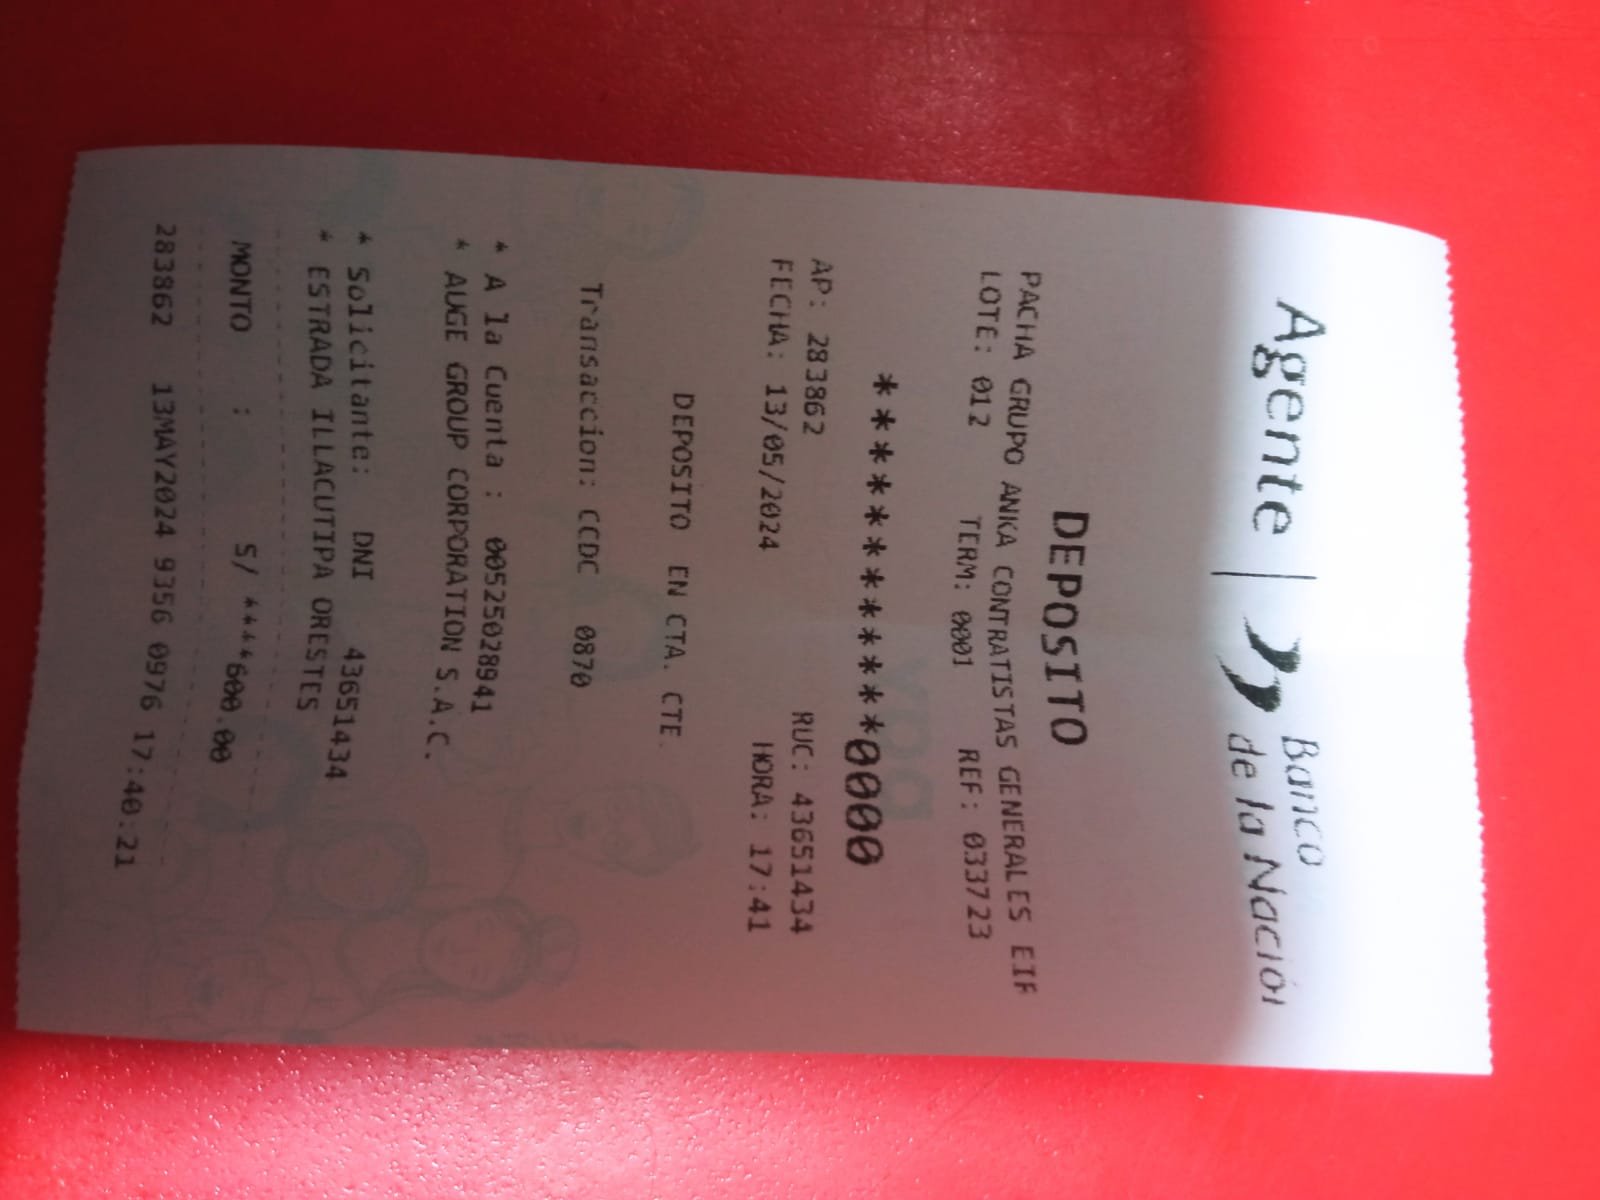 Agente | Banco
de la Nación
DEPOSITO
PACHA GRUPO ANKA CONTRATISTAS GENERALES EIF
LOTE: 012 TERM: 0001 REF: 033723
************0000
AP: 283862 RUC: 43651434
FECHA: 13/05/2024 HORA: 17:41
DEPOSITO EN CTA. CTE.
Transaccion: CCDC 0870
* A la Cuenta : 00525028941
* AUGE GROUP CORPORATION S.A.C.
* Solicitante: DNI 43651434
* ESTRADA ILLACUTIPA ORESTES
MONTO : S/ ****600.00
283862 13MAY2024 9356 0976 17:40:21